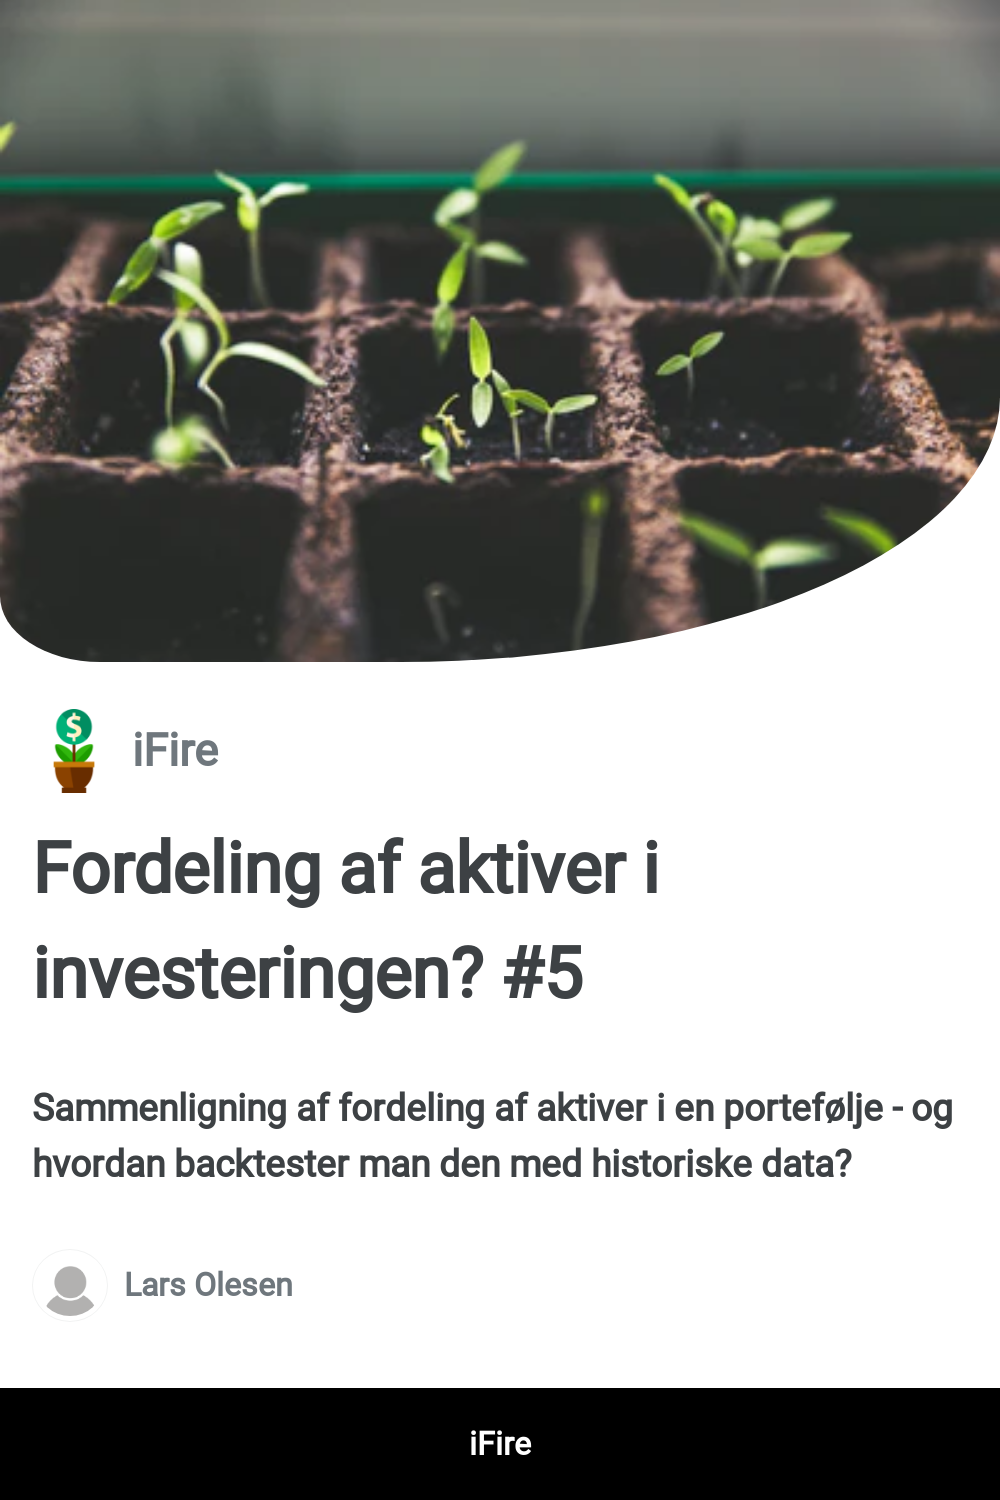 $
iFire
Fordeling af aktiver i
investeringen? #5
Sammenligning af fordeling af aktiver i en portefølje - og
hvordan backtester man den med historiske data?
Lars Olesen
iFire